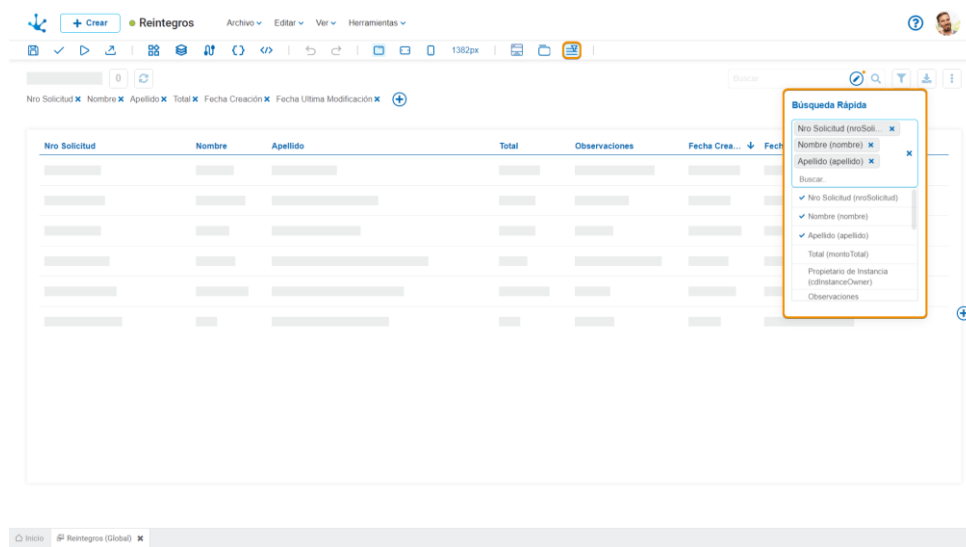 + Crear Reintegros Archivo Editar Ver Herramientas
1382px
0 Buscar
Nro Solicitud x Nombre x Apellido x Total x Fecha Creación x Fecha Ultima Modificación x
Búsqueda Rápida
Nro Solicitud (nroSoli... x
Nombre (nombre) x
Apellido (apellido) x
Buscar..
Nro Solicitud (nroSolicitud)
Nombre (nombre)
Apellido (apellido)
Total (montoTotal)
Propietario de Instancia
(cdInstanceOwner)
Observaciones
Nro Solicitud Nombre Apellido Total Observaciones Fecha Crea... Fech
Inicio Reintegros (Global) x